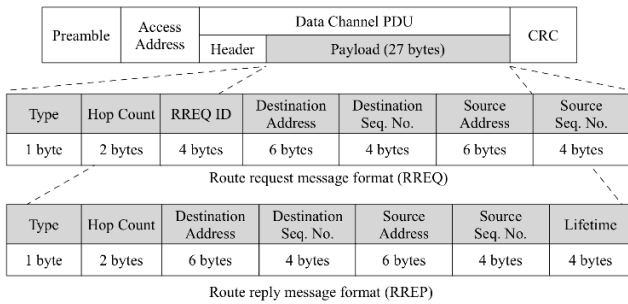 Data Channel PDU
Preamble
Access
Address
CRC
Header
Payload (27 bytes)
Type
Hop Count
RREQ ID
Destination
Address
Destination
Seq. No.
Source
Address
Source
Seq. No.
1 byte
2 bytes
4 bytes
6 bytes
4 bytes
6 bytes
4 bytes
Route request message format (RREQ)
Type
Hop Count
Destination
Address
Destination
Seq. No.
Source
Address
Source
Seq. No.
Lifetime
1 byte
2 bytes
6 bytes
4 bytes
6 bytes
4 bytes
4 bytes
Route reply message format (RREP)